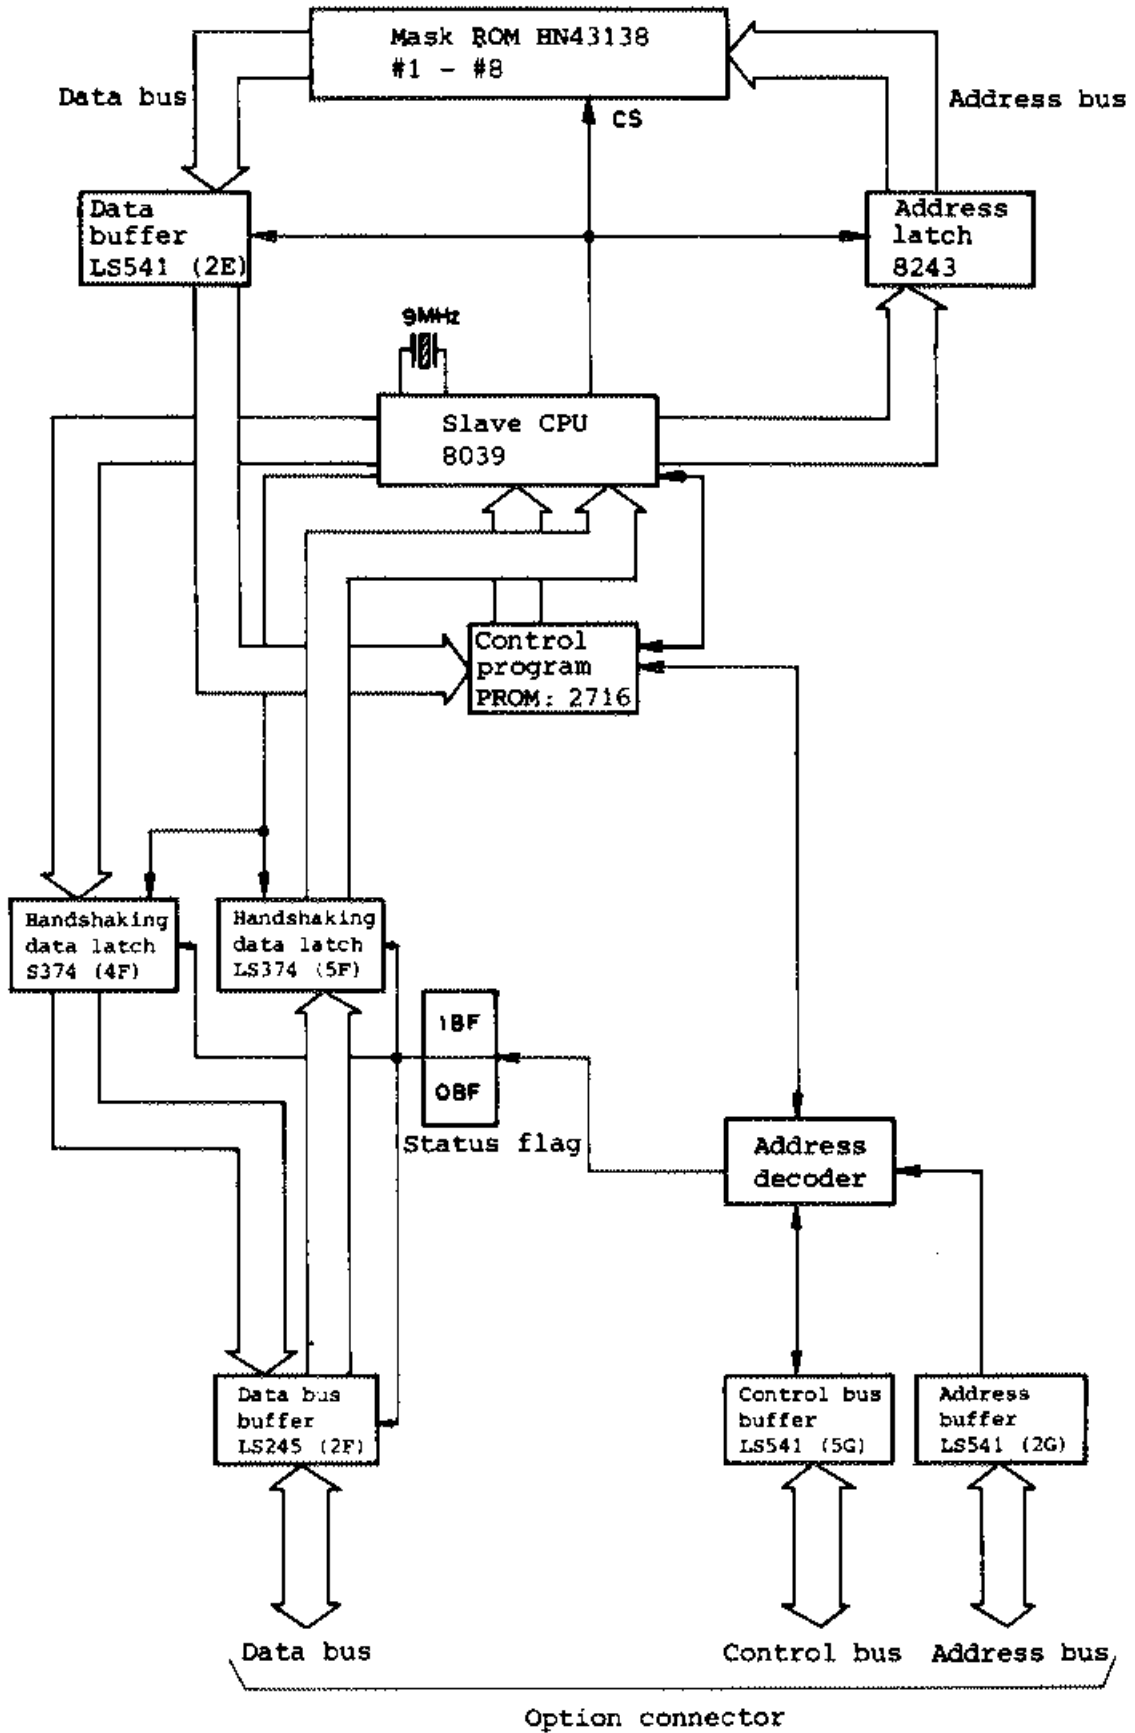 Mask ROM HN43138
#1 - #8
Data bus
Address bus
CS
Data
buffer
LS541 (2E)
Address
latch
8243
9MHz
Slave CPU
8039
Control
program
PROM: 2716
Handshaking
data latch
S374 (4F)
Handshaking
data latch
LS374 (5F)
IBF
OBF
Status flag
Address
decoder
Data bus
buffer
LS245 (2F)
Control bus
buffer
LS541 (5G)
Address
buffer
LS541 (2G)
Data bus
Control bus
Address bus
Option connector